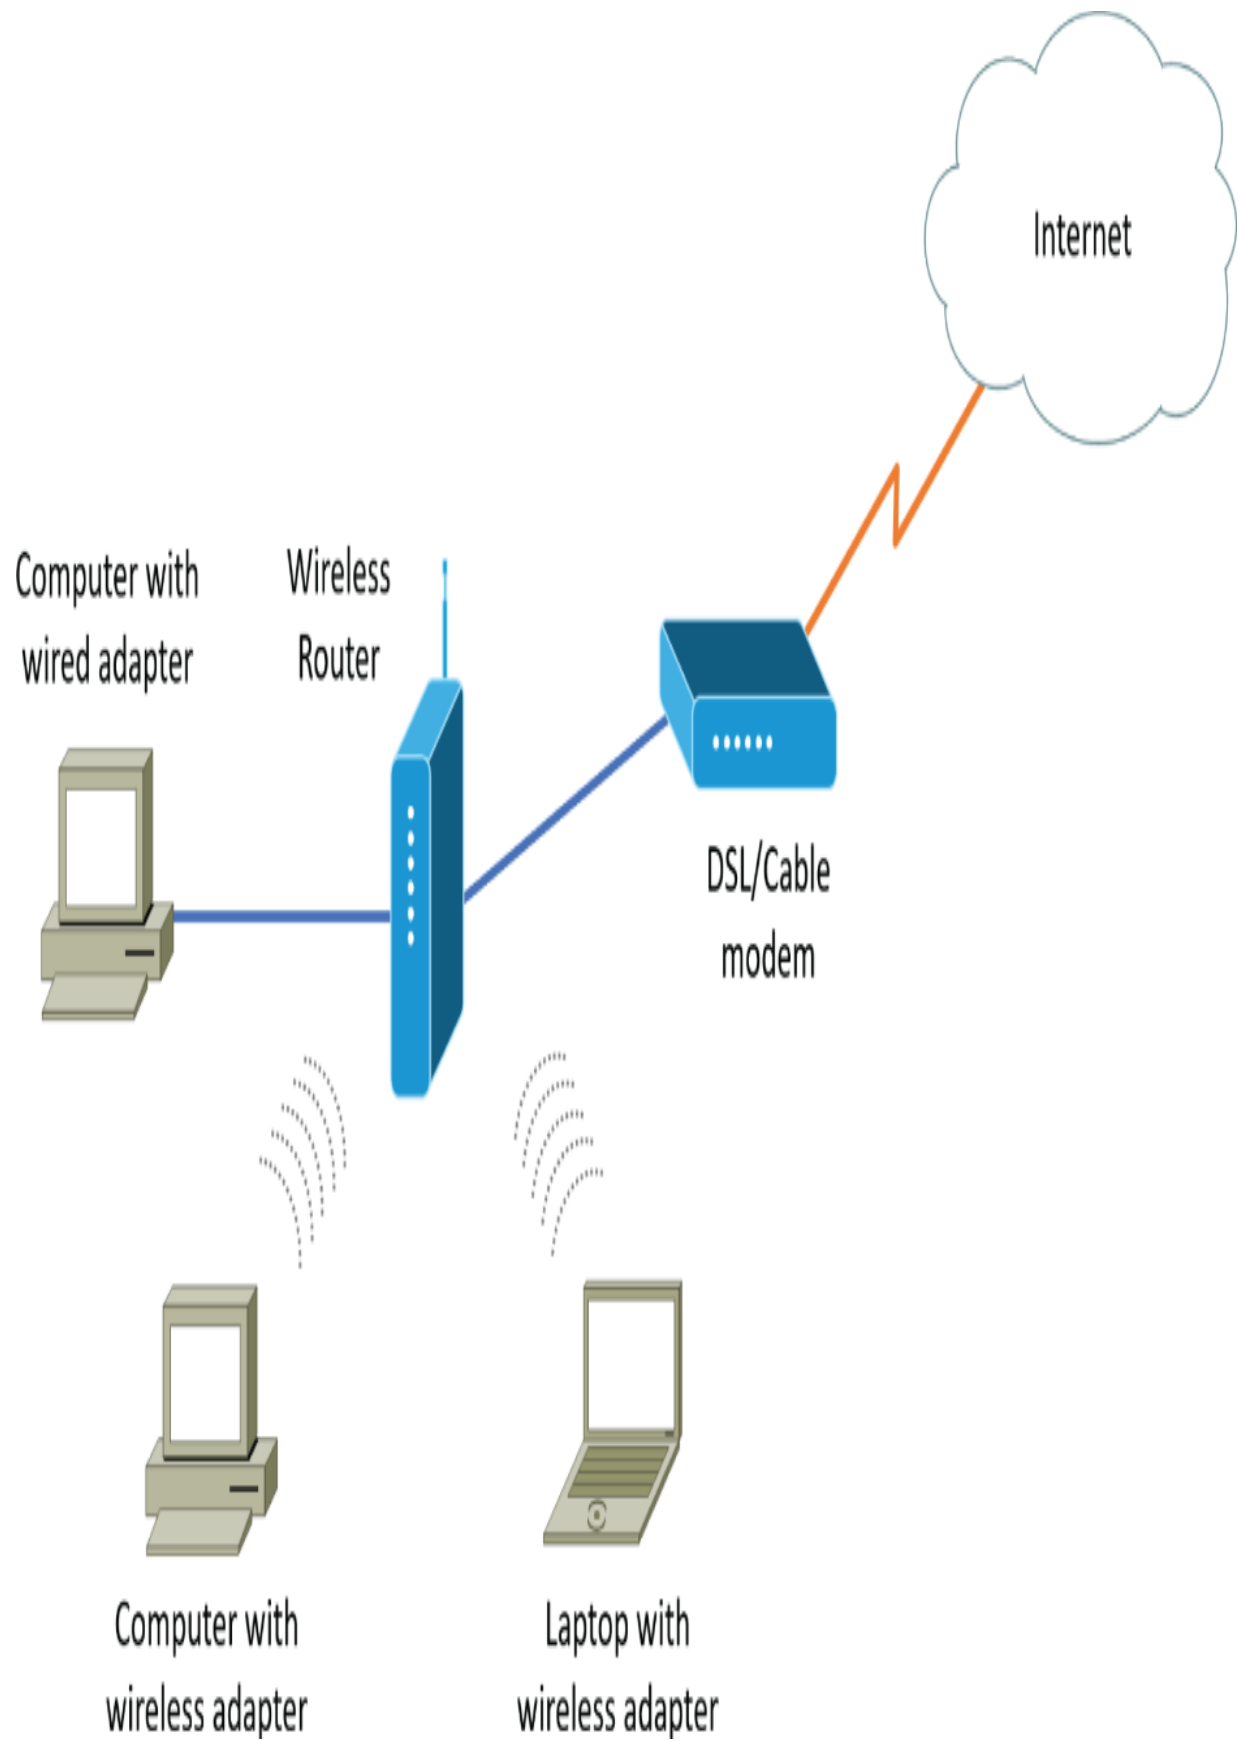 Internet
Computer with
wired adapter
Wireless
Router
DSL/Cable
modem
Computer with
wireless adapter
Laptop with
wireless adapter